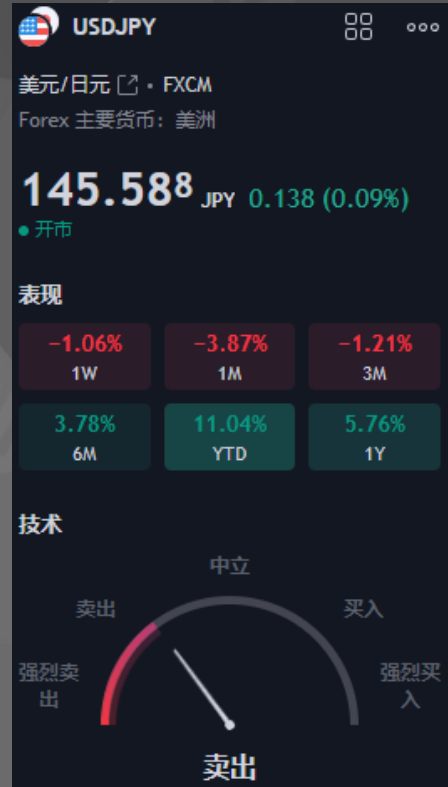 USDJPY
美元/日元 • FXCM
Forex 主要货币：美洲
145.588 JPY 0.138 (0.09%)
• 开市
表现
−1.06% −3.87% −1.21%
1W 1M 3M
3.78% 11.04% 5.76%
6M YTD 1Y
技术
中立
卖出 买入
强烈卖出 强烈买入
卖出